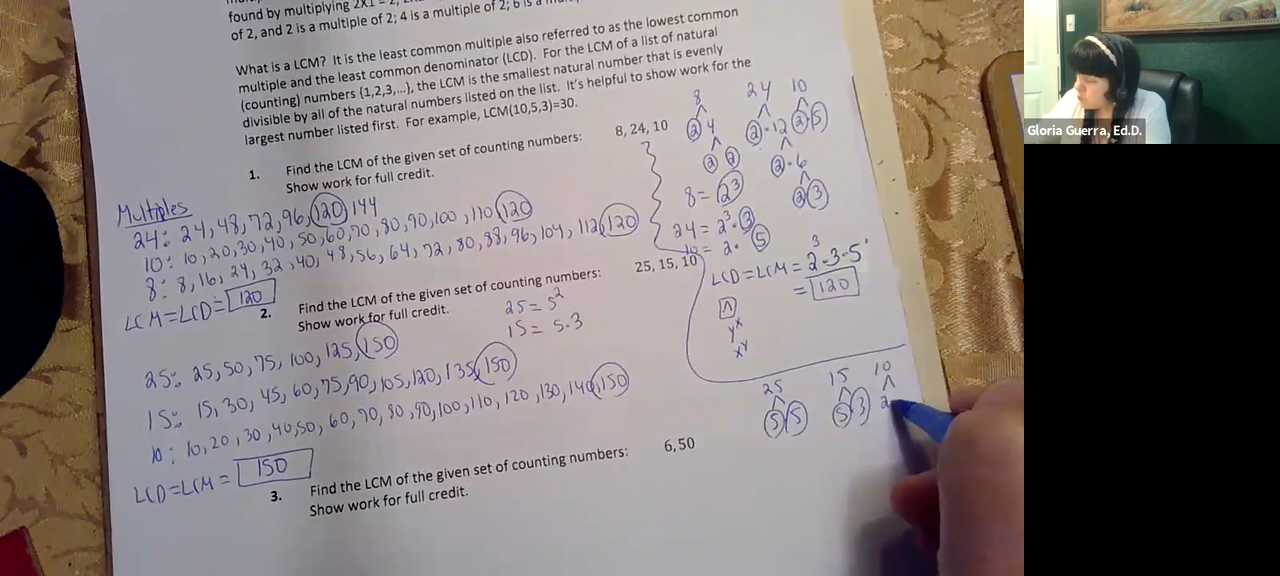 found by multiplying 2X1 = 2,
of 2, and 2 is a multiple of 2; 4 is a multiple of 2; 6 is a
What is a LCM? It is the least common multiple also referred to as the lowest common
multiple and the least common denominator (LCD). For the LCM of a list of natural
(counting) numbers {1,2,3,...}, the LCM is the smallest natural number that is evenly
divisible by all of the natural numbers listed on the list. It's helpful to show work for the
largest number listed first. For example, LCM(10,5,3)=30.
1. Find the LCM of the given set of counting numbers: 8, 24, 10
Show work for full credit.
Multiples
24: 24, 48, 72, 96, 120, 144
10: 10, 20, 30, 40, 50, 60, 70, 80, 90, 100, 110, 120
8: 8, 16, 24, 32, 40, 48, 56, 64, 72, 80, 88, 96, 104, 112, 120
LCM=LCD= 120
8 24 10
2 4 2·12 2·5
2 2 2·6
2 3
8 = 2³
24 = 2³·3
10 = 2·5
LCD=LCM = 2³·3·5¹
= 120
^
yˣ
xʸ
2. Find the LCM of the given set of counting numbers: 25, 15, 10
Show work for full credit.
25 = 5²
15 = 5·3
25: 25, 50, 75, 100, 125, 150
15: 15, 30, 45, 60, 75, 90, 105, 120, 135, 150
10: 10, 20, 30, 40, 50, 60, 70, 80, 90, 100, 110, 120, 130, 140, 150
LCD=LCM = 150
25 15 10
5 5 5 3 2
3. Find the LCM of the given set of counting numbers: 6, 50
Show work for full credit.
Gloria Guerra, Ed.D.